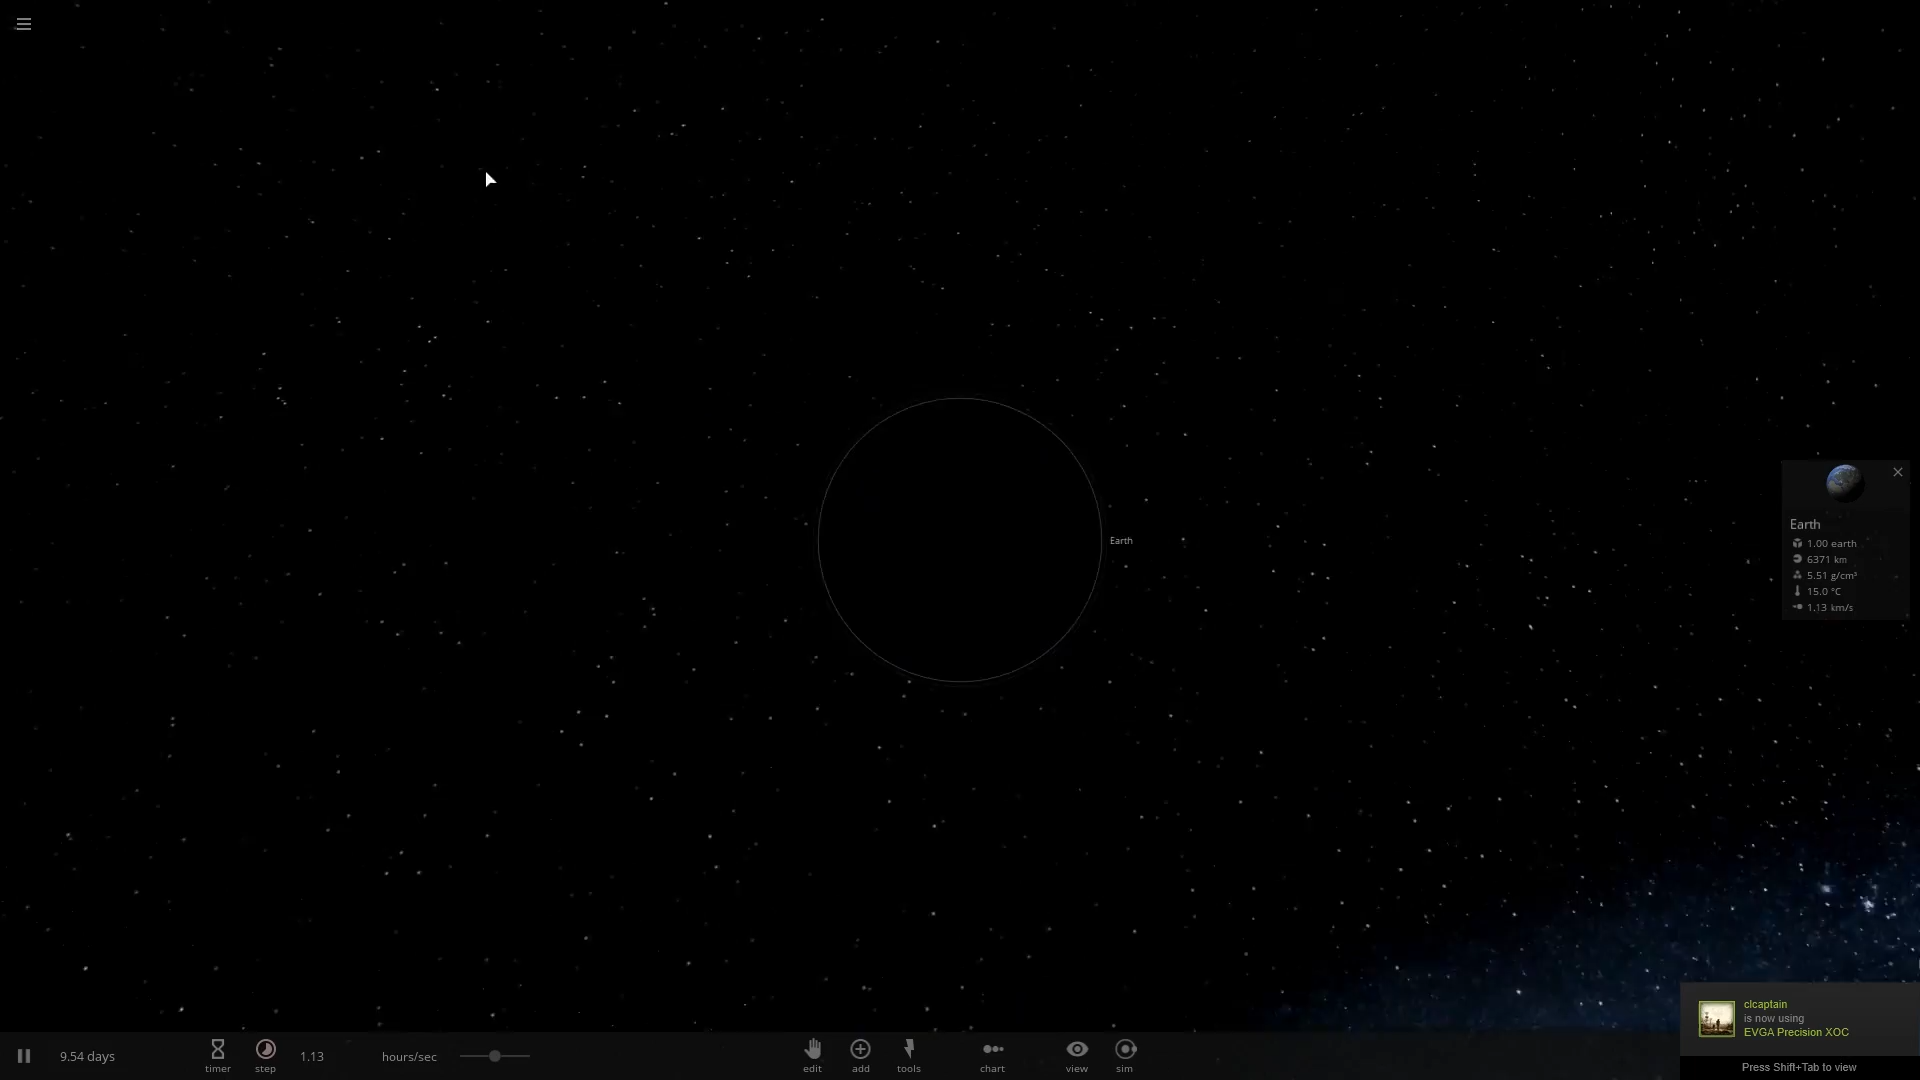 Earth
Earth
1.00 earth
6371 km
5.51 g/cm³
15.0 °C
1.13 km/s
9.54 days
timer
step
1.13
hours/sec
edit
add
tools
chart
view
sim
clcaptain
is now using
EVGA Precision XOC
Press Shift+Tab to view